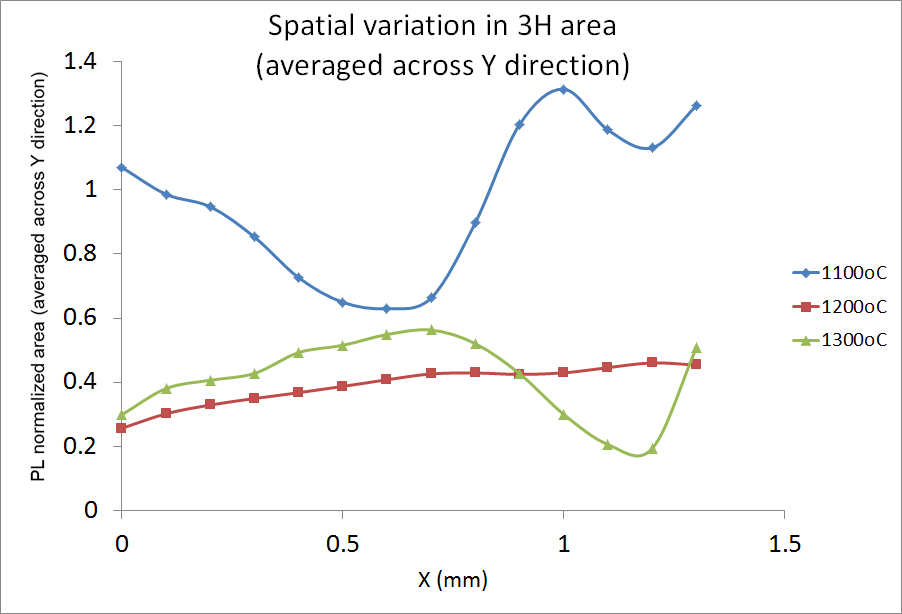 Spatial variation in 3H area
(averaged across Y direction)
PL normalized area (averaged across Y direction)
1.4
1.2
1
0.8
0.6
0.4
0.2
0
0
0.5
1
1.5
X (mm)
1100oC
1200oC
1300oC